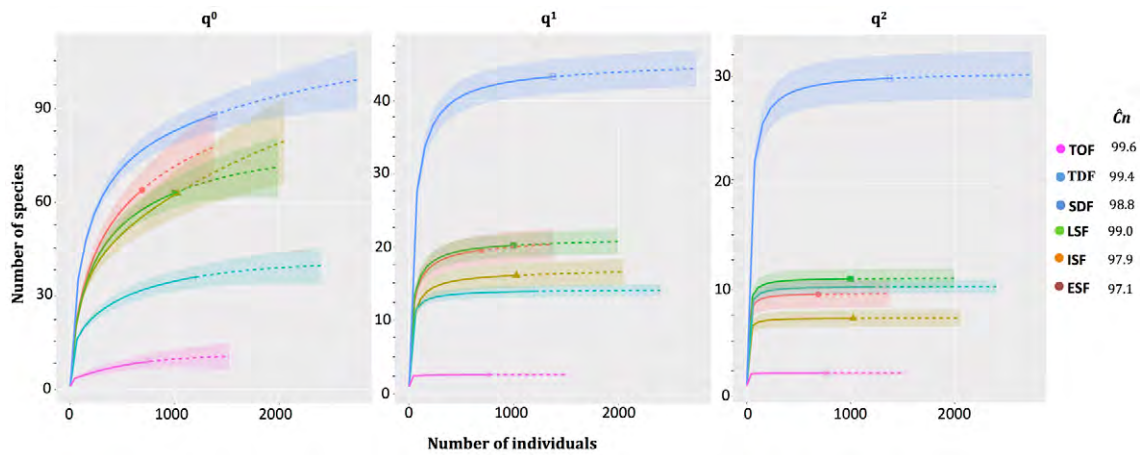 q⁰ q¹ q²
Number of species
90
60
30
0
40
30
20
10
0
30
20
10
0
0 1000 2000
0 1000 2000
0 1000 2000
Number of individuals
Ĉn
TOF 99.6
TDF 99.4
SDF 98.8
LSF 99.0
ISF 97.9
ESF 97.1